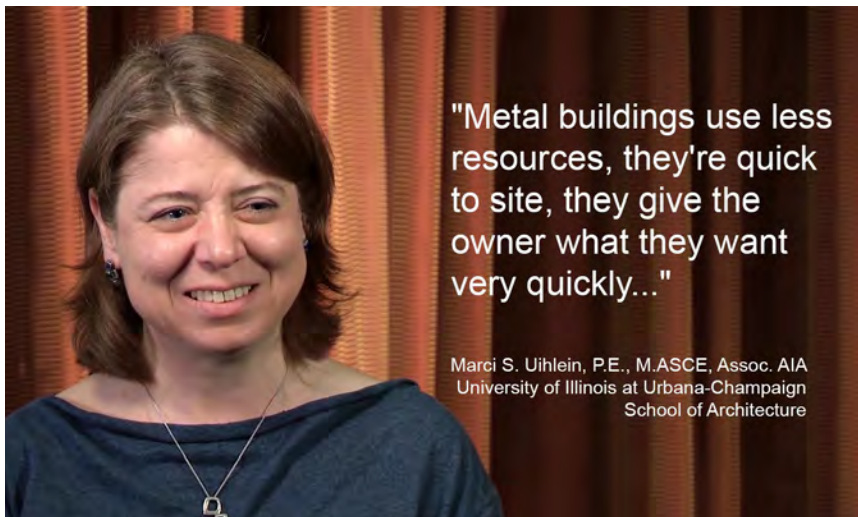 "Metal buildings use less
resources, they're quick
to site, they give the
owner what they want
very quickly..."
Marci S. Uihlein, P.E., M.ASCE, Assoc. AIA
University of Illinois at Urbana-Champaign
School of Architecture